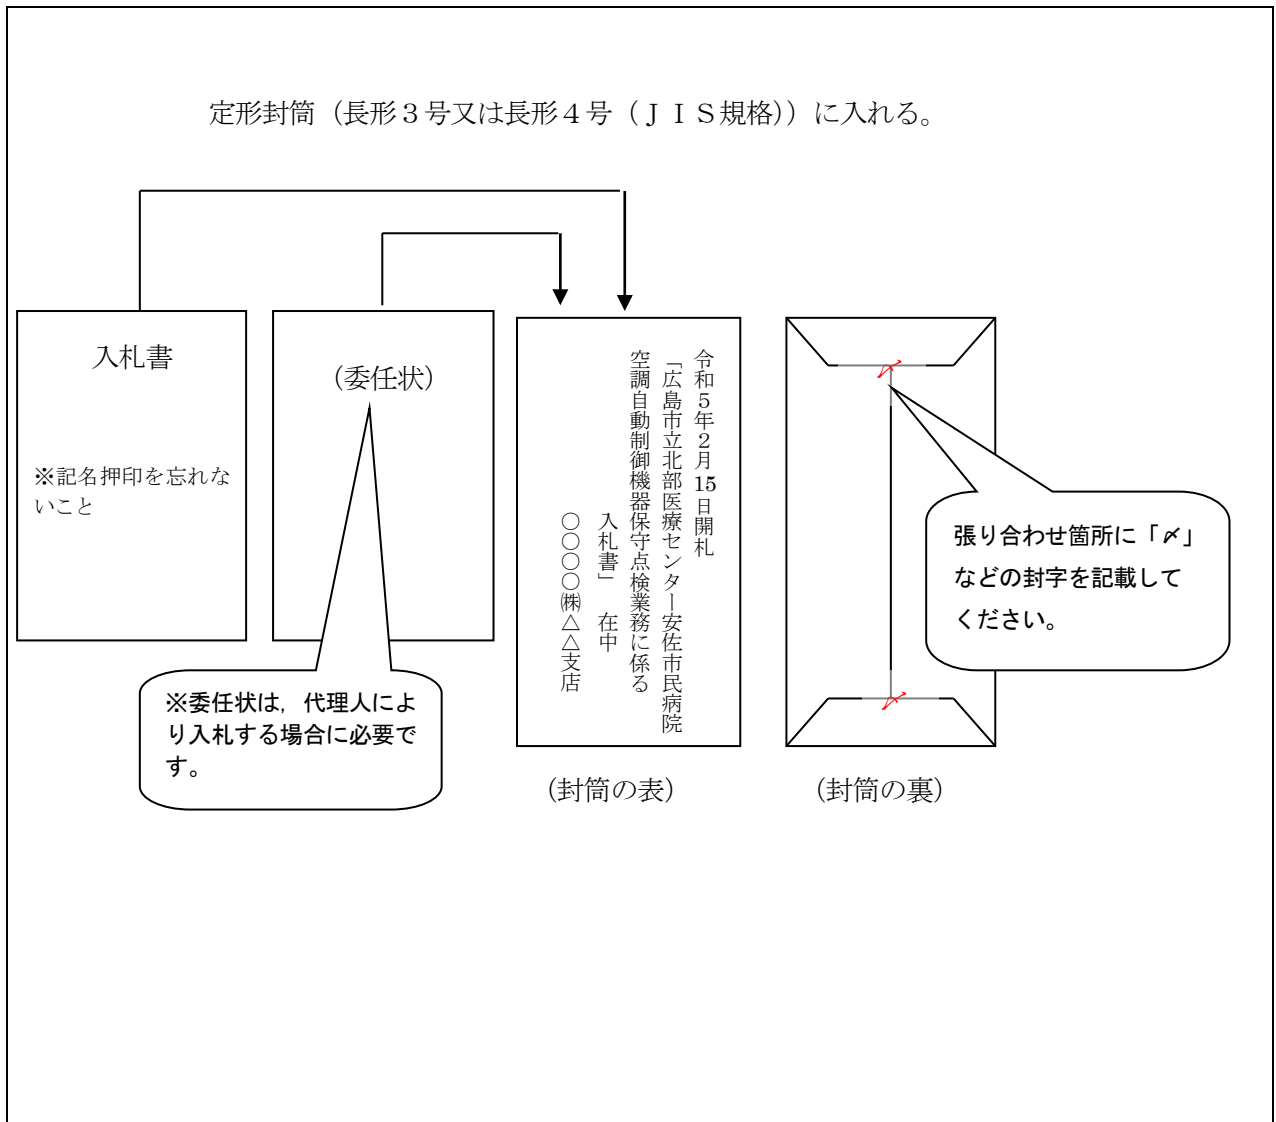 定形封筒（長形３号又は長形４号（ＪＩＳ規格））に入れる。
入札書
※記名押印を忘れな
いこと
（委任状）
※委任状は，代理人によ
り入札する場合に必要で
す。
令和５年２月15日開札
「広島市立北部医療センター安佐市民病院
空調自動制御機器保守点検業務に係る
入札書」　在中
○○○○㈱△△支店
（封筒の表）
〆
〆
張り合わせ箇所に「〆」
などの封字を記載して
ください。
（封筒の裏）